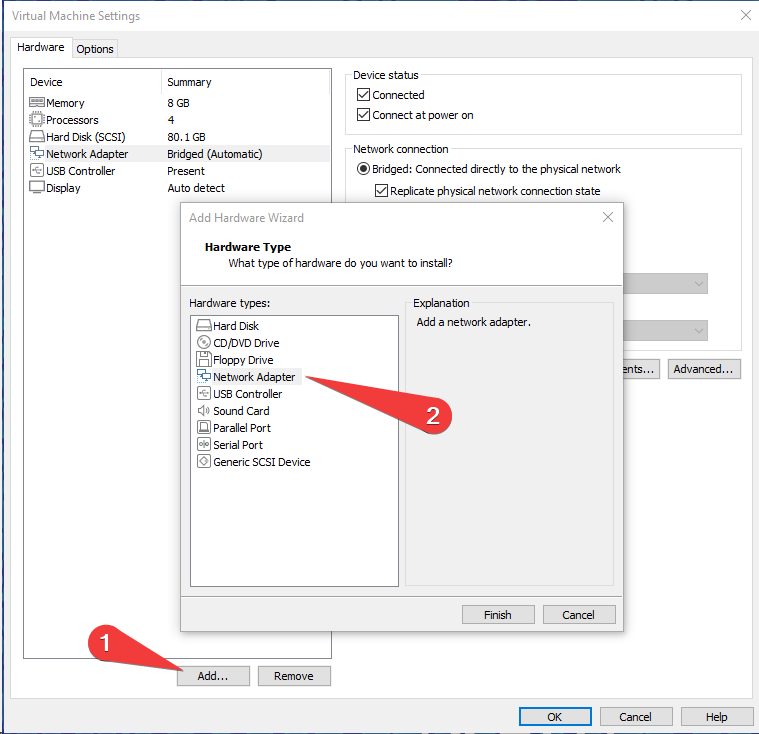 Virtual Machine Settings
Hardware
Options
Device Summary
Memory 8 GB
Processors 4
Hard Disk (SCSI) 80.1 GB
Network Adapter Bridged (Automatic)
USB Controller Present
Display Auto detect
Device status
Connected
Connect at power on
Network connection
Bridged: Connected directly to the physical network
Replicate physical network connection state
ents...
Advanced...
Add Hardware Wizard
Hardware Type
What type of hardware do you want to install?
Hardware types:
Hard Disk
CD/DVD Drive
Floppy Drive
Network Adapter
USB Controller
Sound Card
Parallel Port
Serial Port
Generic SCSI Device
Explanation
Add a network adapter.
2
Finish
Cancel
1
Add...
Remove
OK
Cancel
Help